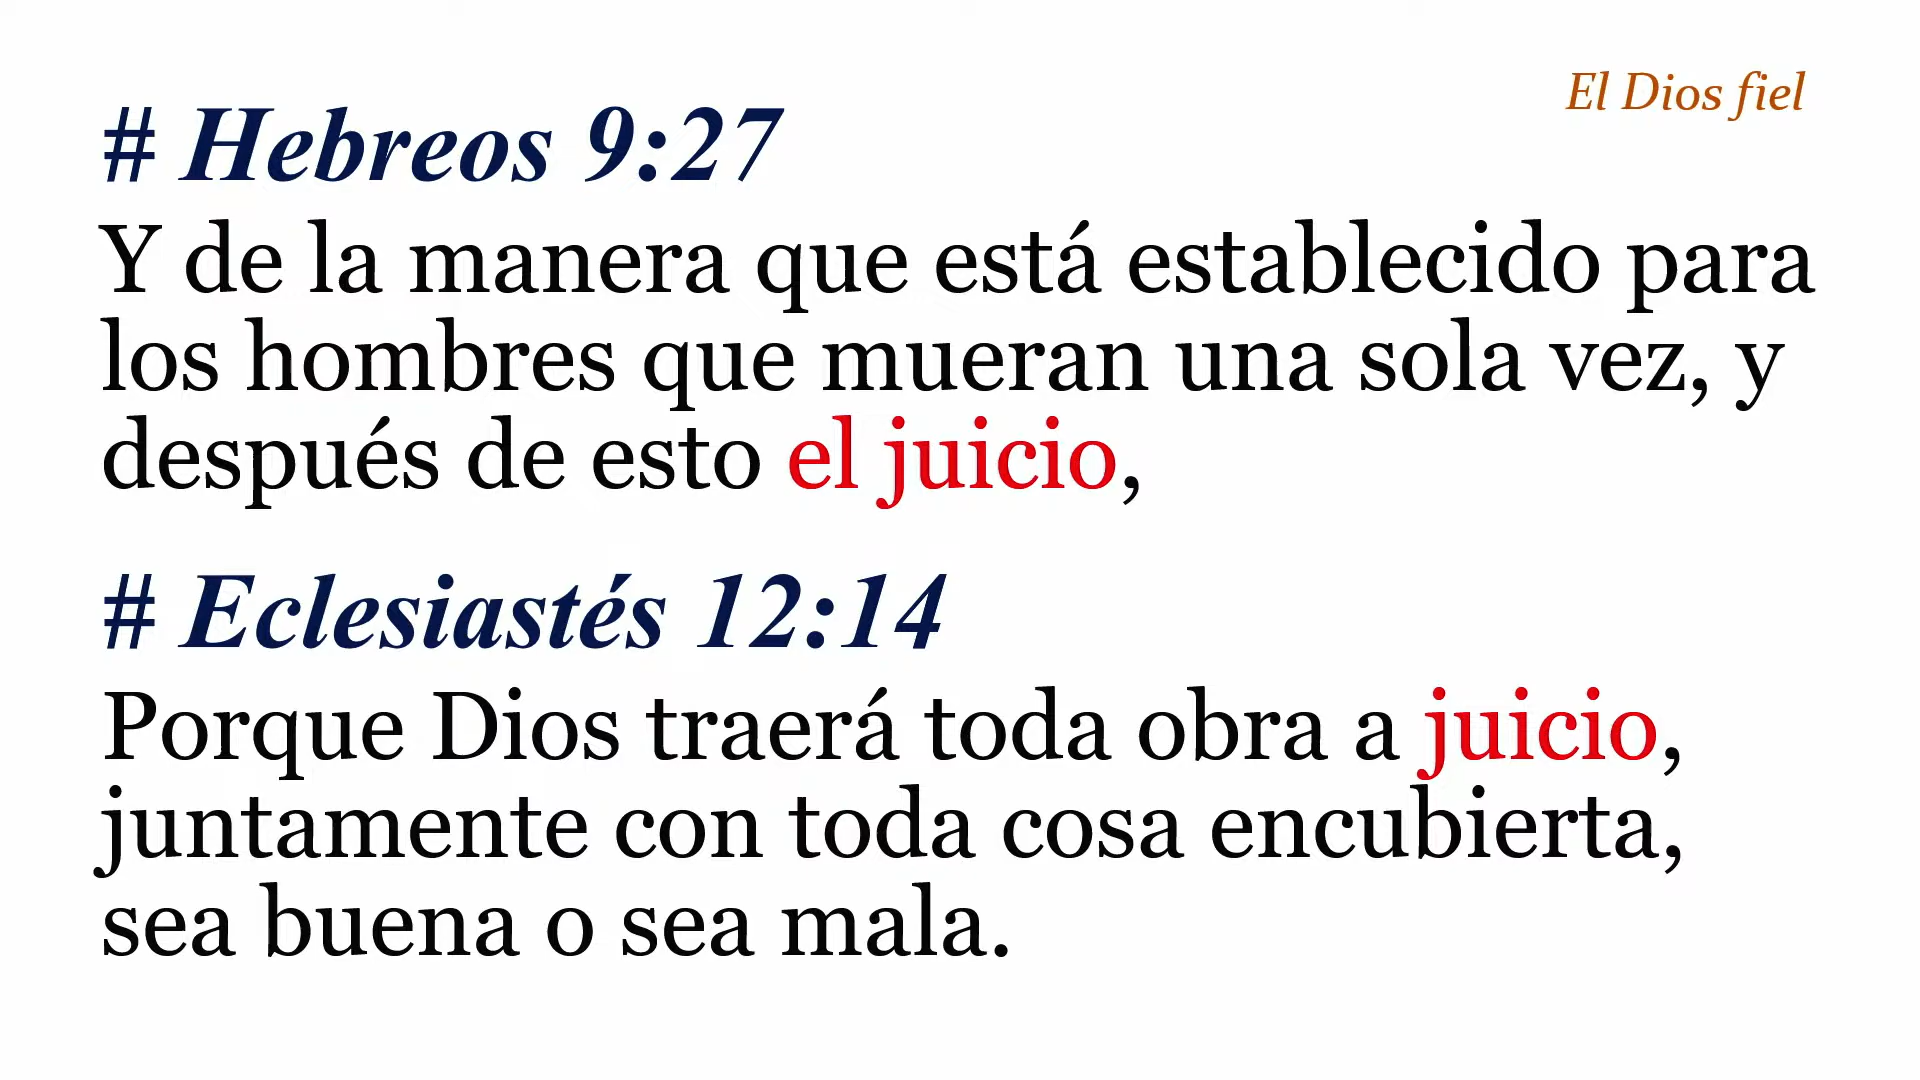 El Dios fiel
# Hebreos 9:27
Y de la manera que está establecido para
los hombres que mueran una sola vez, y
después de esto el juicio,
# Eclesiastés 12:14
Porque Dios traerá toda obra a juicio,
juntamente con toda cosa encubierta,
sea buena o sea mala.